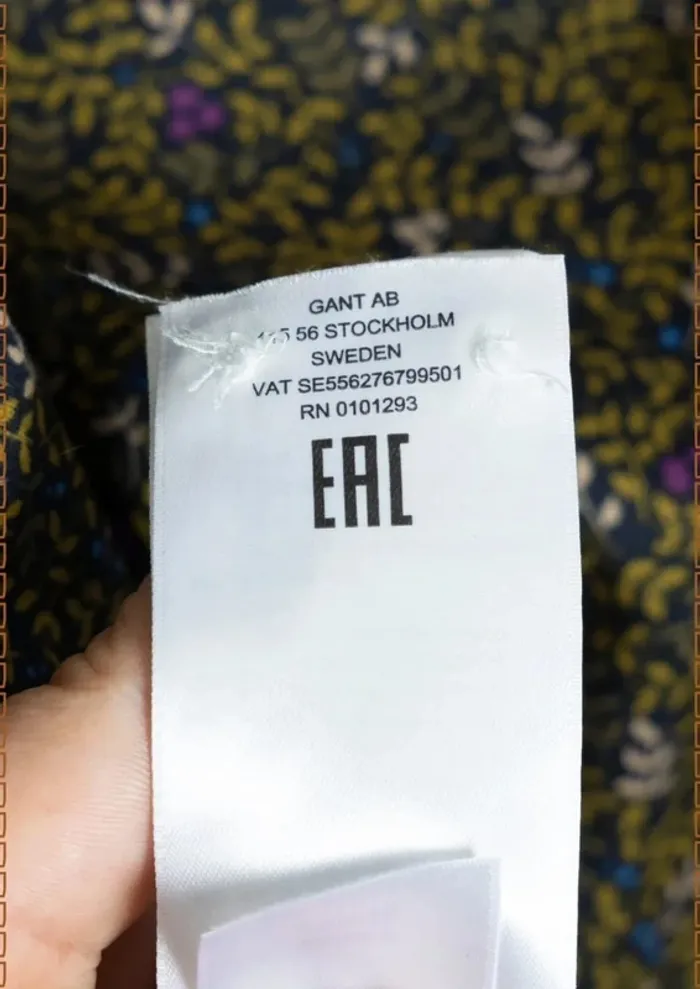 GANT AB
56 STOCKHOLM
SWEDEN
VAT SE556276799501
RN 0101293
EAC